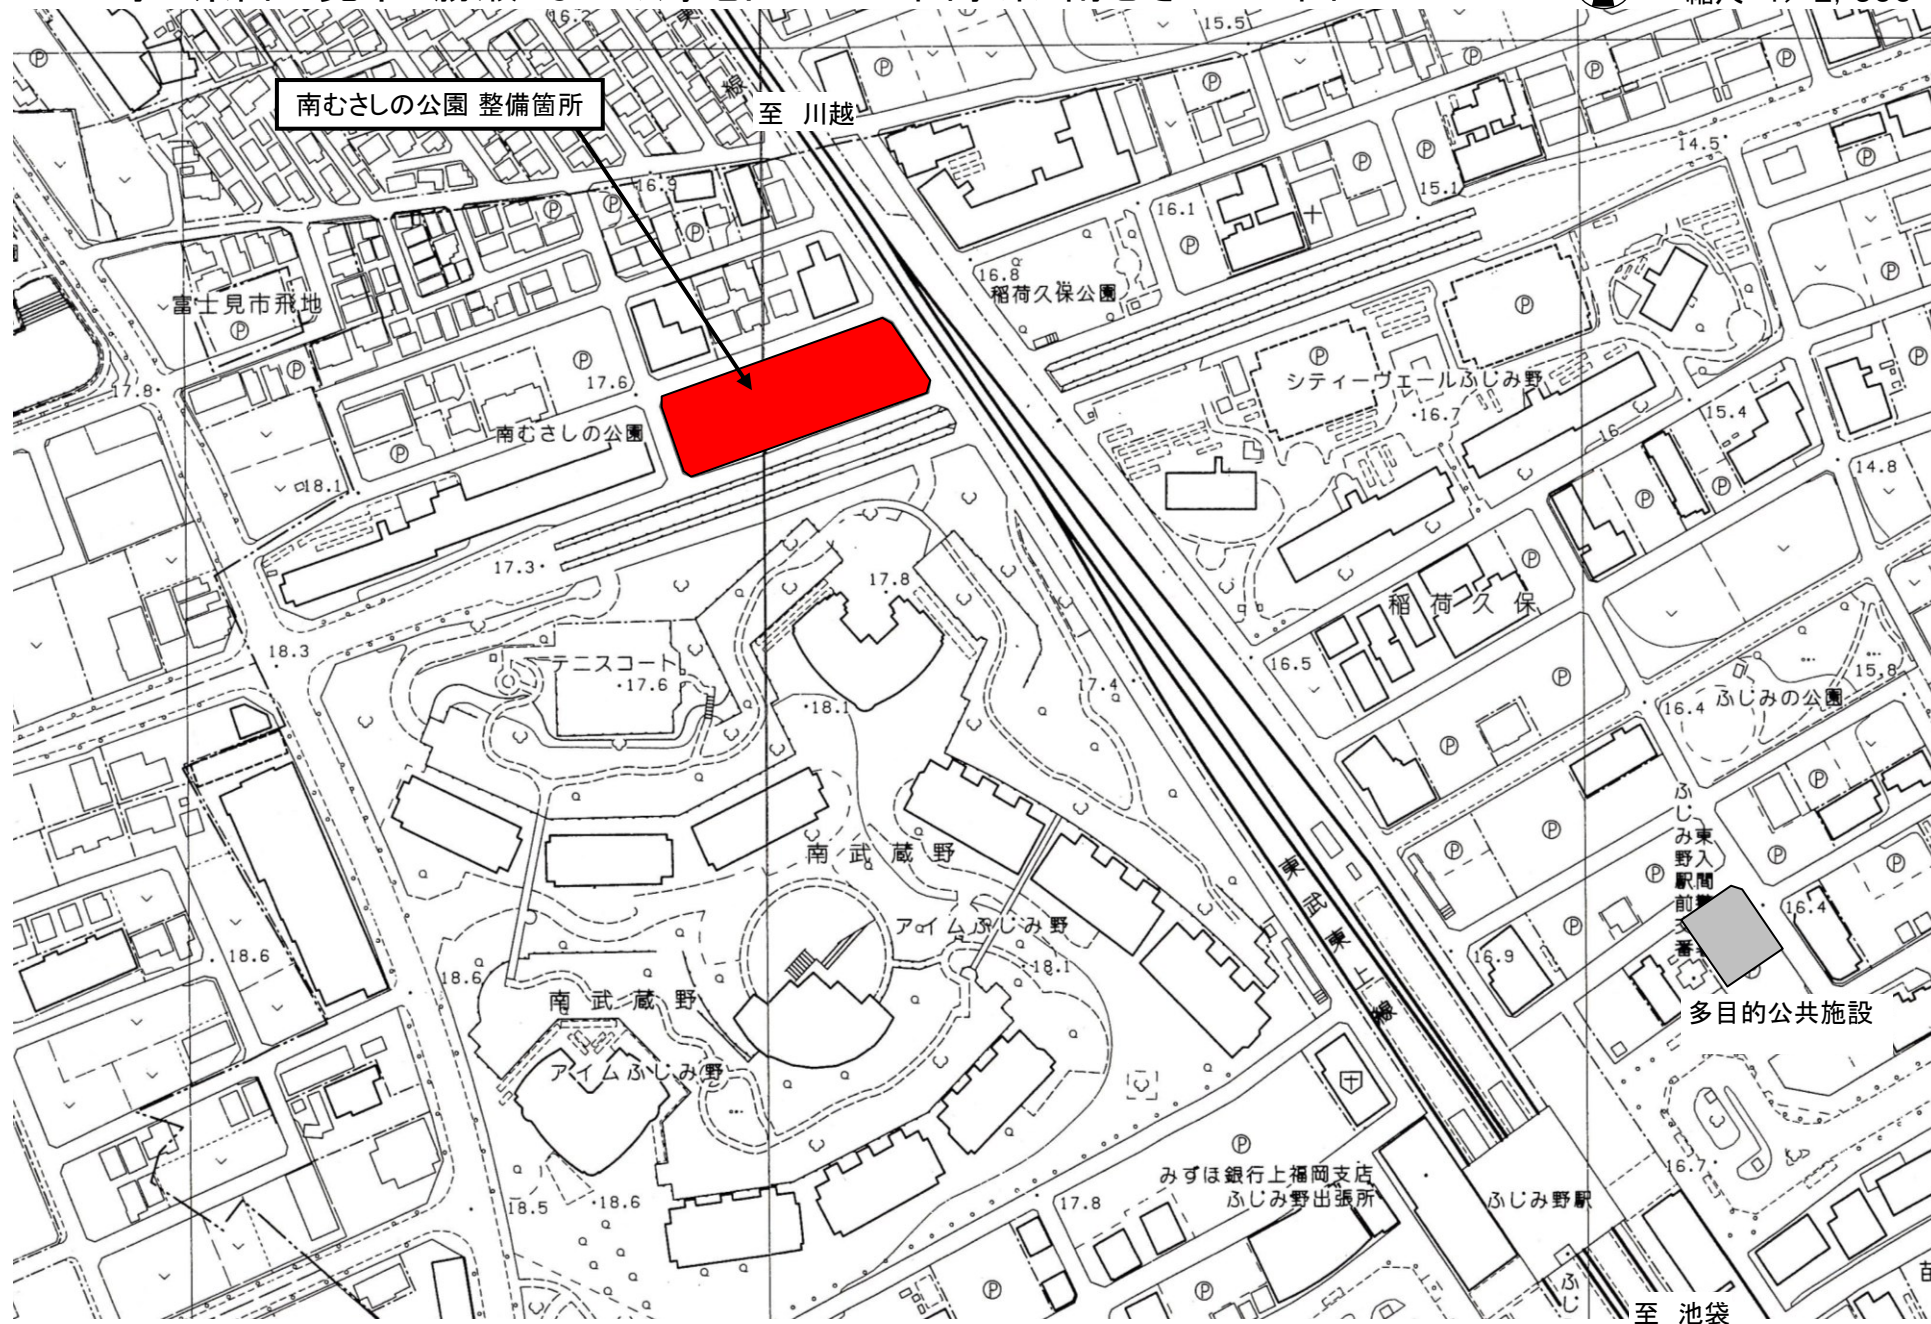 16.
15.5
南むさしの公園 整備箇所
至 川越
線
14.5
15.1
16.9
16.1
16.8
稲荷久保公園
富士見市飛地
17.8
17.6
シティーヴェールふじみ野
16.7
15.4
16
南むさしの公園
14.8
18.1
17.3
17.8
稲荷久保
18.3
16.5
テニスコート
17.6
17.4
15.8
18.1
16.4
ふじみの公園
南武蔵野
東武東上線
アイムふじみ野
16.4
18.6
18.6
18.1
16.9
南武蔵野
多目的公共施設
アイムふじみ野
みずほ銀行上福岡支店
ふじみ野出張所
16.7
18.5
18.6
17.8
ふじみ野駅
ふじ
至 池袋